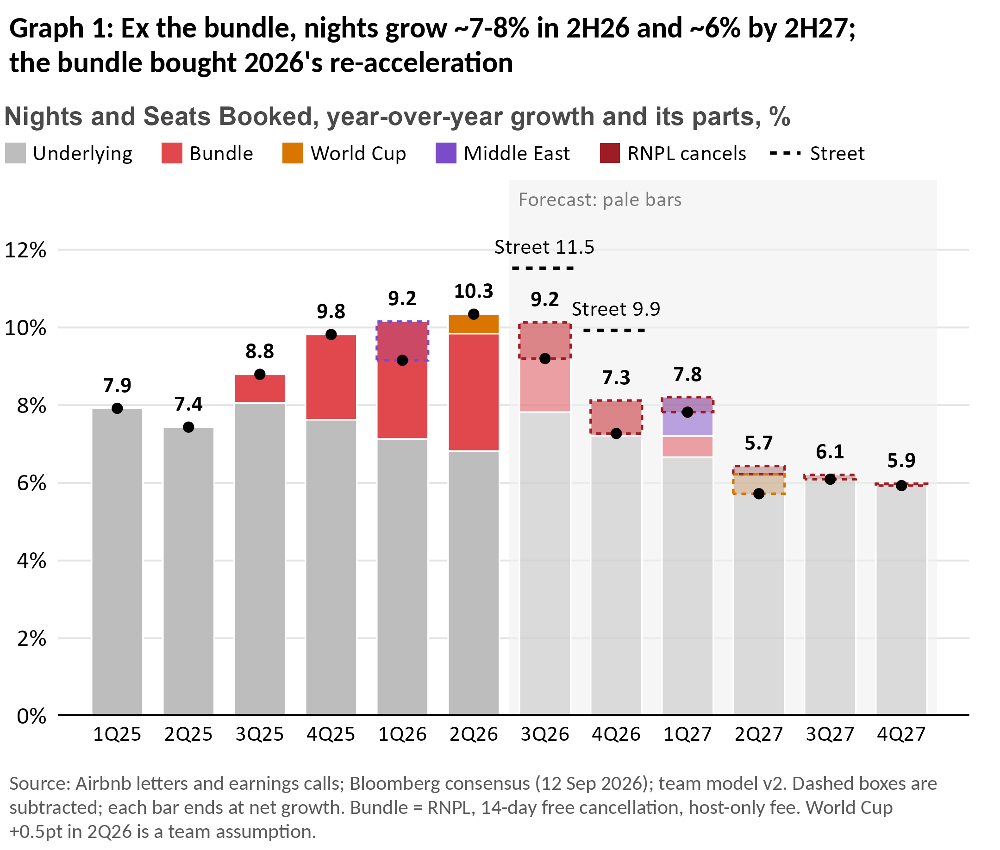 Graph 1: Ex the bundle, nights grow ~7-8% in 2H26 and ~6% by 2H27;
the bundle bought 2026's re-acceleration
Nights and Seats Booked, year-over-year growth and its parts, %
Underlying Bundle World Cup Middle East RNPL cancels Street
Forecast: pale bars
12%
10%
8%
6%
4%
2%
0%
Street 11.5
Street 9.9
7.9
7.4
8.8
9.8
9.2
10.3
9.2
7.3
7.8
5.7
6.1
5.9
1Q25 2Q25 3Q25 4Q25 1Q26 2Q26 3Q26 4Q26 1Q27 2Q27 3Q27 4Q27
Source: Airbnb letters and earnings calls; Bloomberg consensus (12 Sep 2026); team model v2. Dashed boxes are
subtracted; each bar ends at net growth. Bundle = RNPL, 14-day free cancellation, host-only fee. World Cup
+0.5pt in 2Q26 is a team assumption.